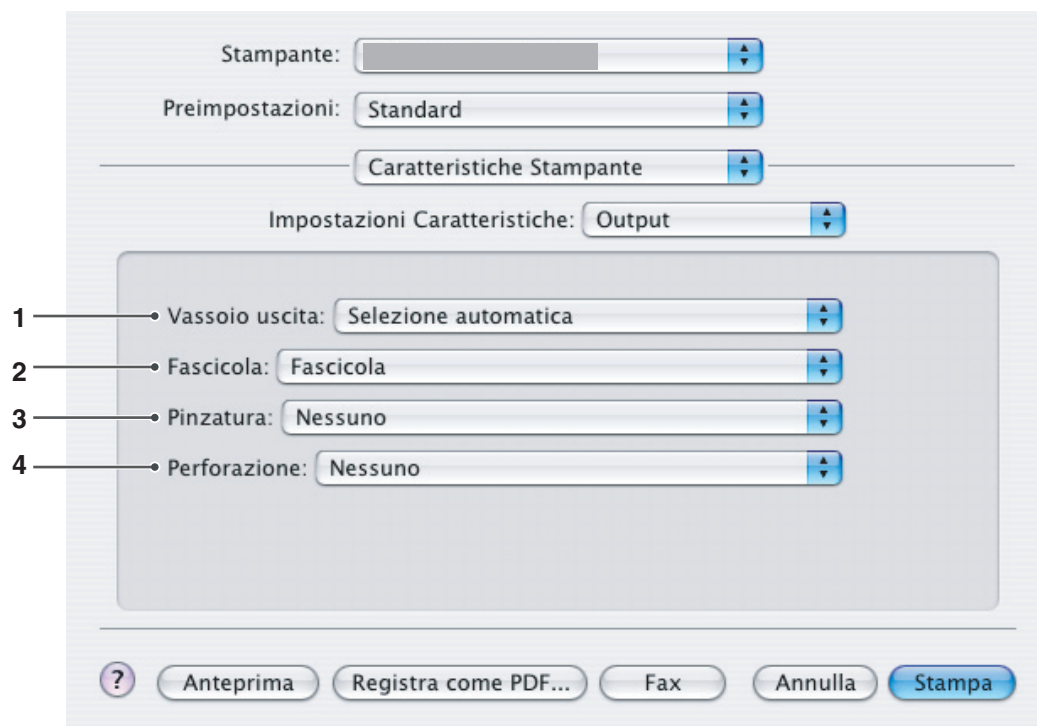 Stampante:
Preimpostazioni: Standard
Caratteristiche Stampante
Impostazioni Caratteristiche: Output
1 Vassoio uscita: Selezione automatica
2 Fascicola: Fascicola
3 Pinzatura: Nessuno
4 Perforazione: Nessuno
? Anteprima Registra come PDF... Fax Annulla Stampa